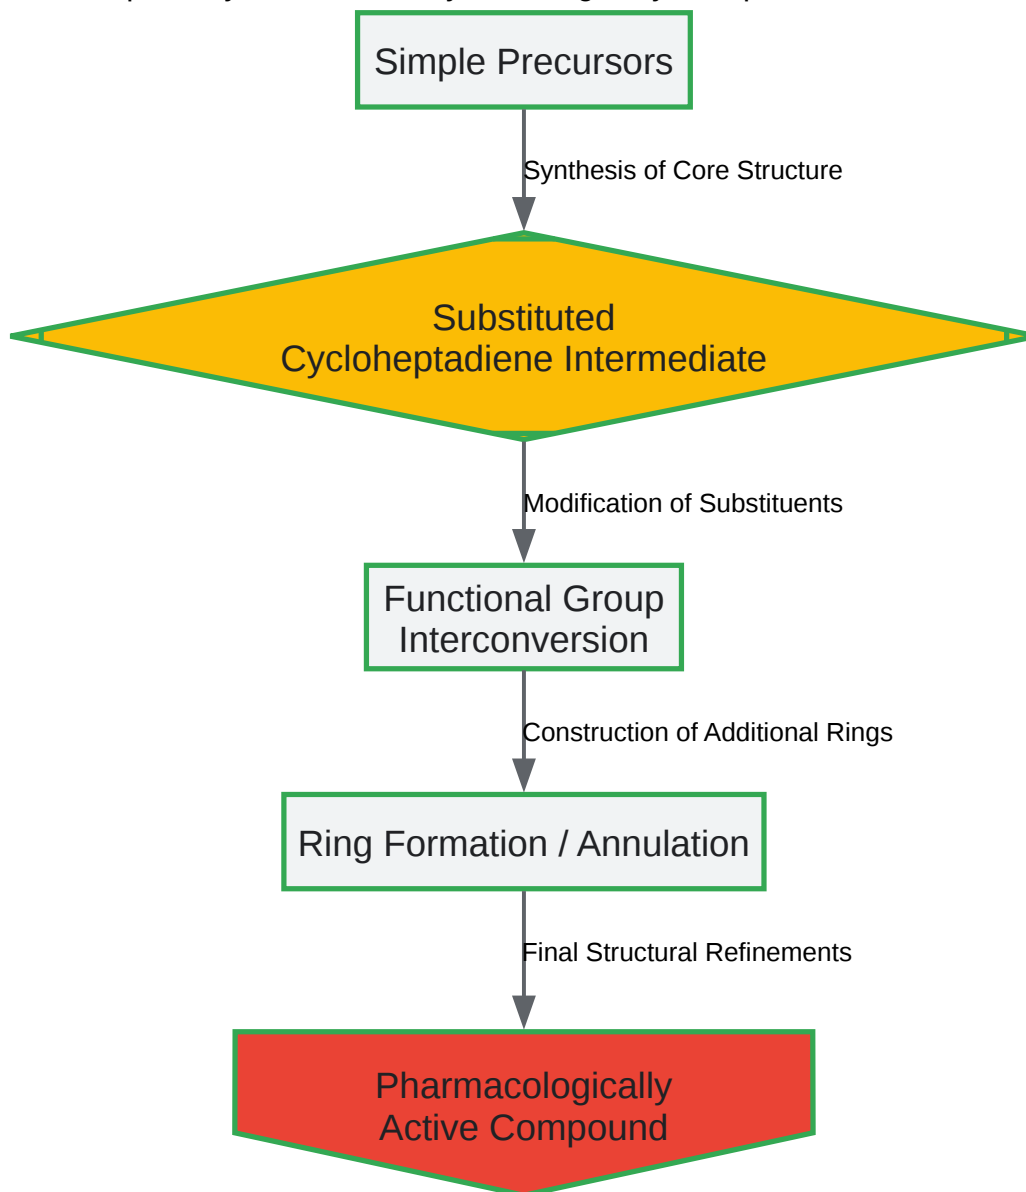 Simple Precursors
Synthesis of Core Structure
Substituted
Cycloheptadiene Intermediate
Modification of Substituents
Functional Group
Interconversion
Construction of Additional Rings
Ring Formation / Annulation
Final Structural Refinements
Pharmacologically
Active Compound